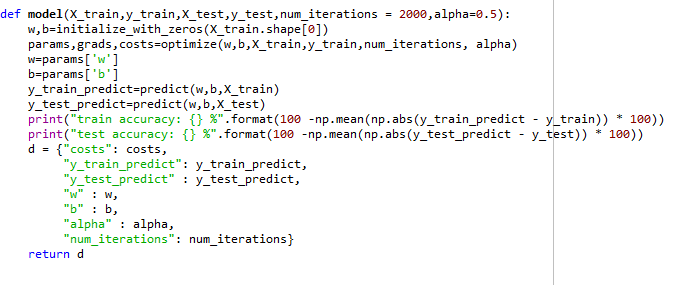 def model(X_train,y_train,X_test,y_test,num_iterations = 2000,alpha=0.5):
    w,b=initialize_with_zeros(X_train.shape[0])
    params,grads,costs=optimize(w,b,X_train,y_train,num_iterations, alpha)
    w=params['w']
    b=params['b']
    y_train_predict=predict(w,b,X_train)
    y_test_predict=predict(w,b,X_test)
    print("train accuracy: {} %".format(100 -np.mean(np.abs(y_train_predict - y_train)) * 100))
    print("test accuracy: {} %".format(100 -np.mean(np.abs(y_test_predict - y_test)) * 100))
    d = {"costs": costs,
         "y_train_predict": y_train_predict,
         "y_test_predict" : y_test_predict,
         "w" : w,
         "b" : b,
         "alpha" : alpha,
         "num_iterations": num_iterations}
    return d